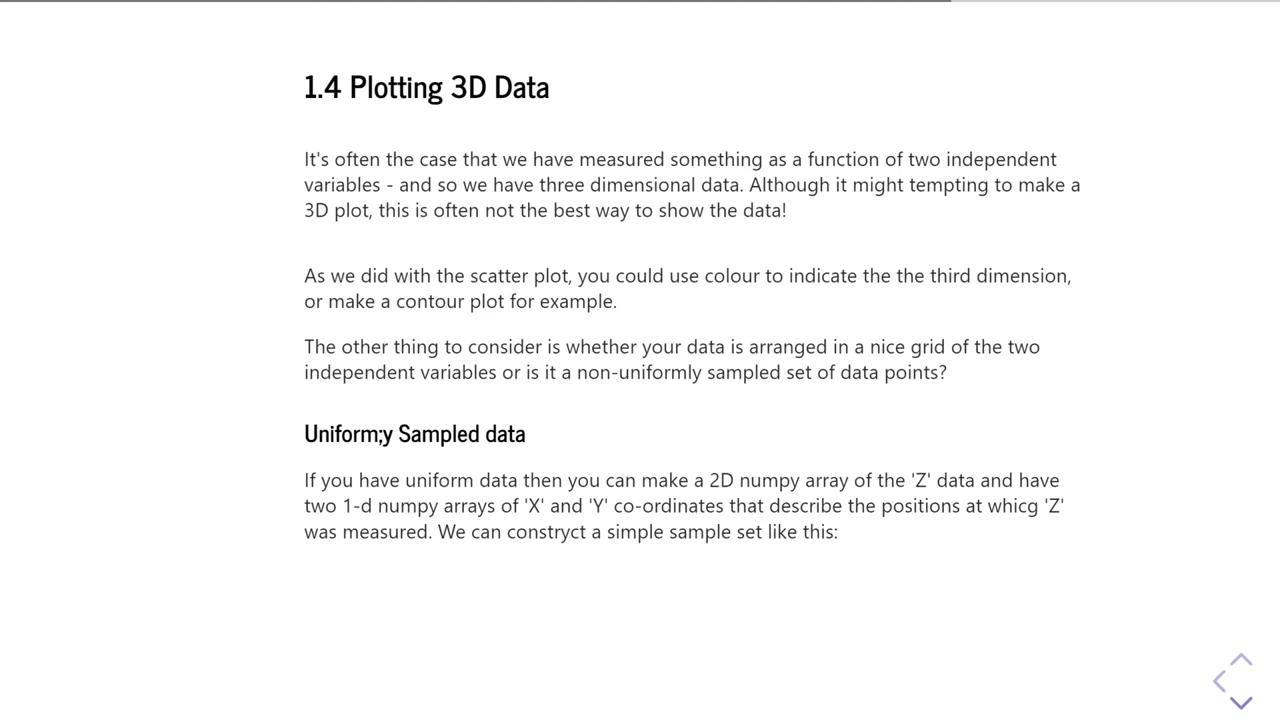 1.4 Plotting 3D Data
It's often the case that we have measured something as a function of two independent
variables - and so we have three dimensional data. Although it might tempting to make a
3D plot, this is often not the best way to show the data!
As we did with the scatter plot, you could use colour to indicate the the third dimension,
or make a contour plot for example.
The other thing to consider is whether your data is arranged in a nice grid of the two
independent variables or is it a non-uniformly sampled set of data points?
Uniform;y Sampled data
If you have uniform data then you can make a 2D numpy array of the 'Z' data and have
two 1-d numpy arrays of 'X' and 'Y' co-ordinates that describe the positions at whicg 'Z'
was measured. We can construyct a simple sample set like this: